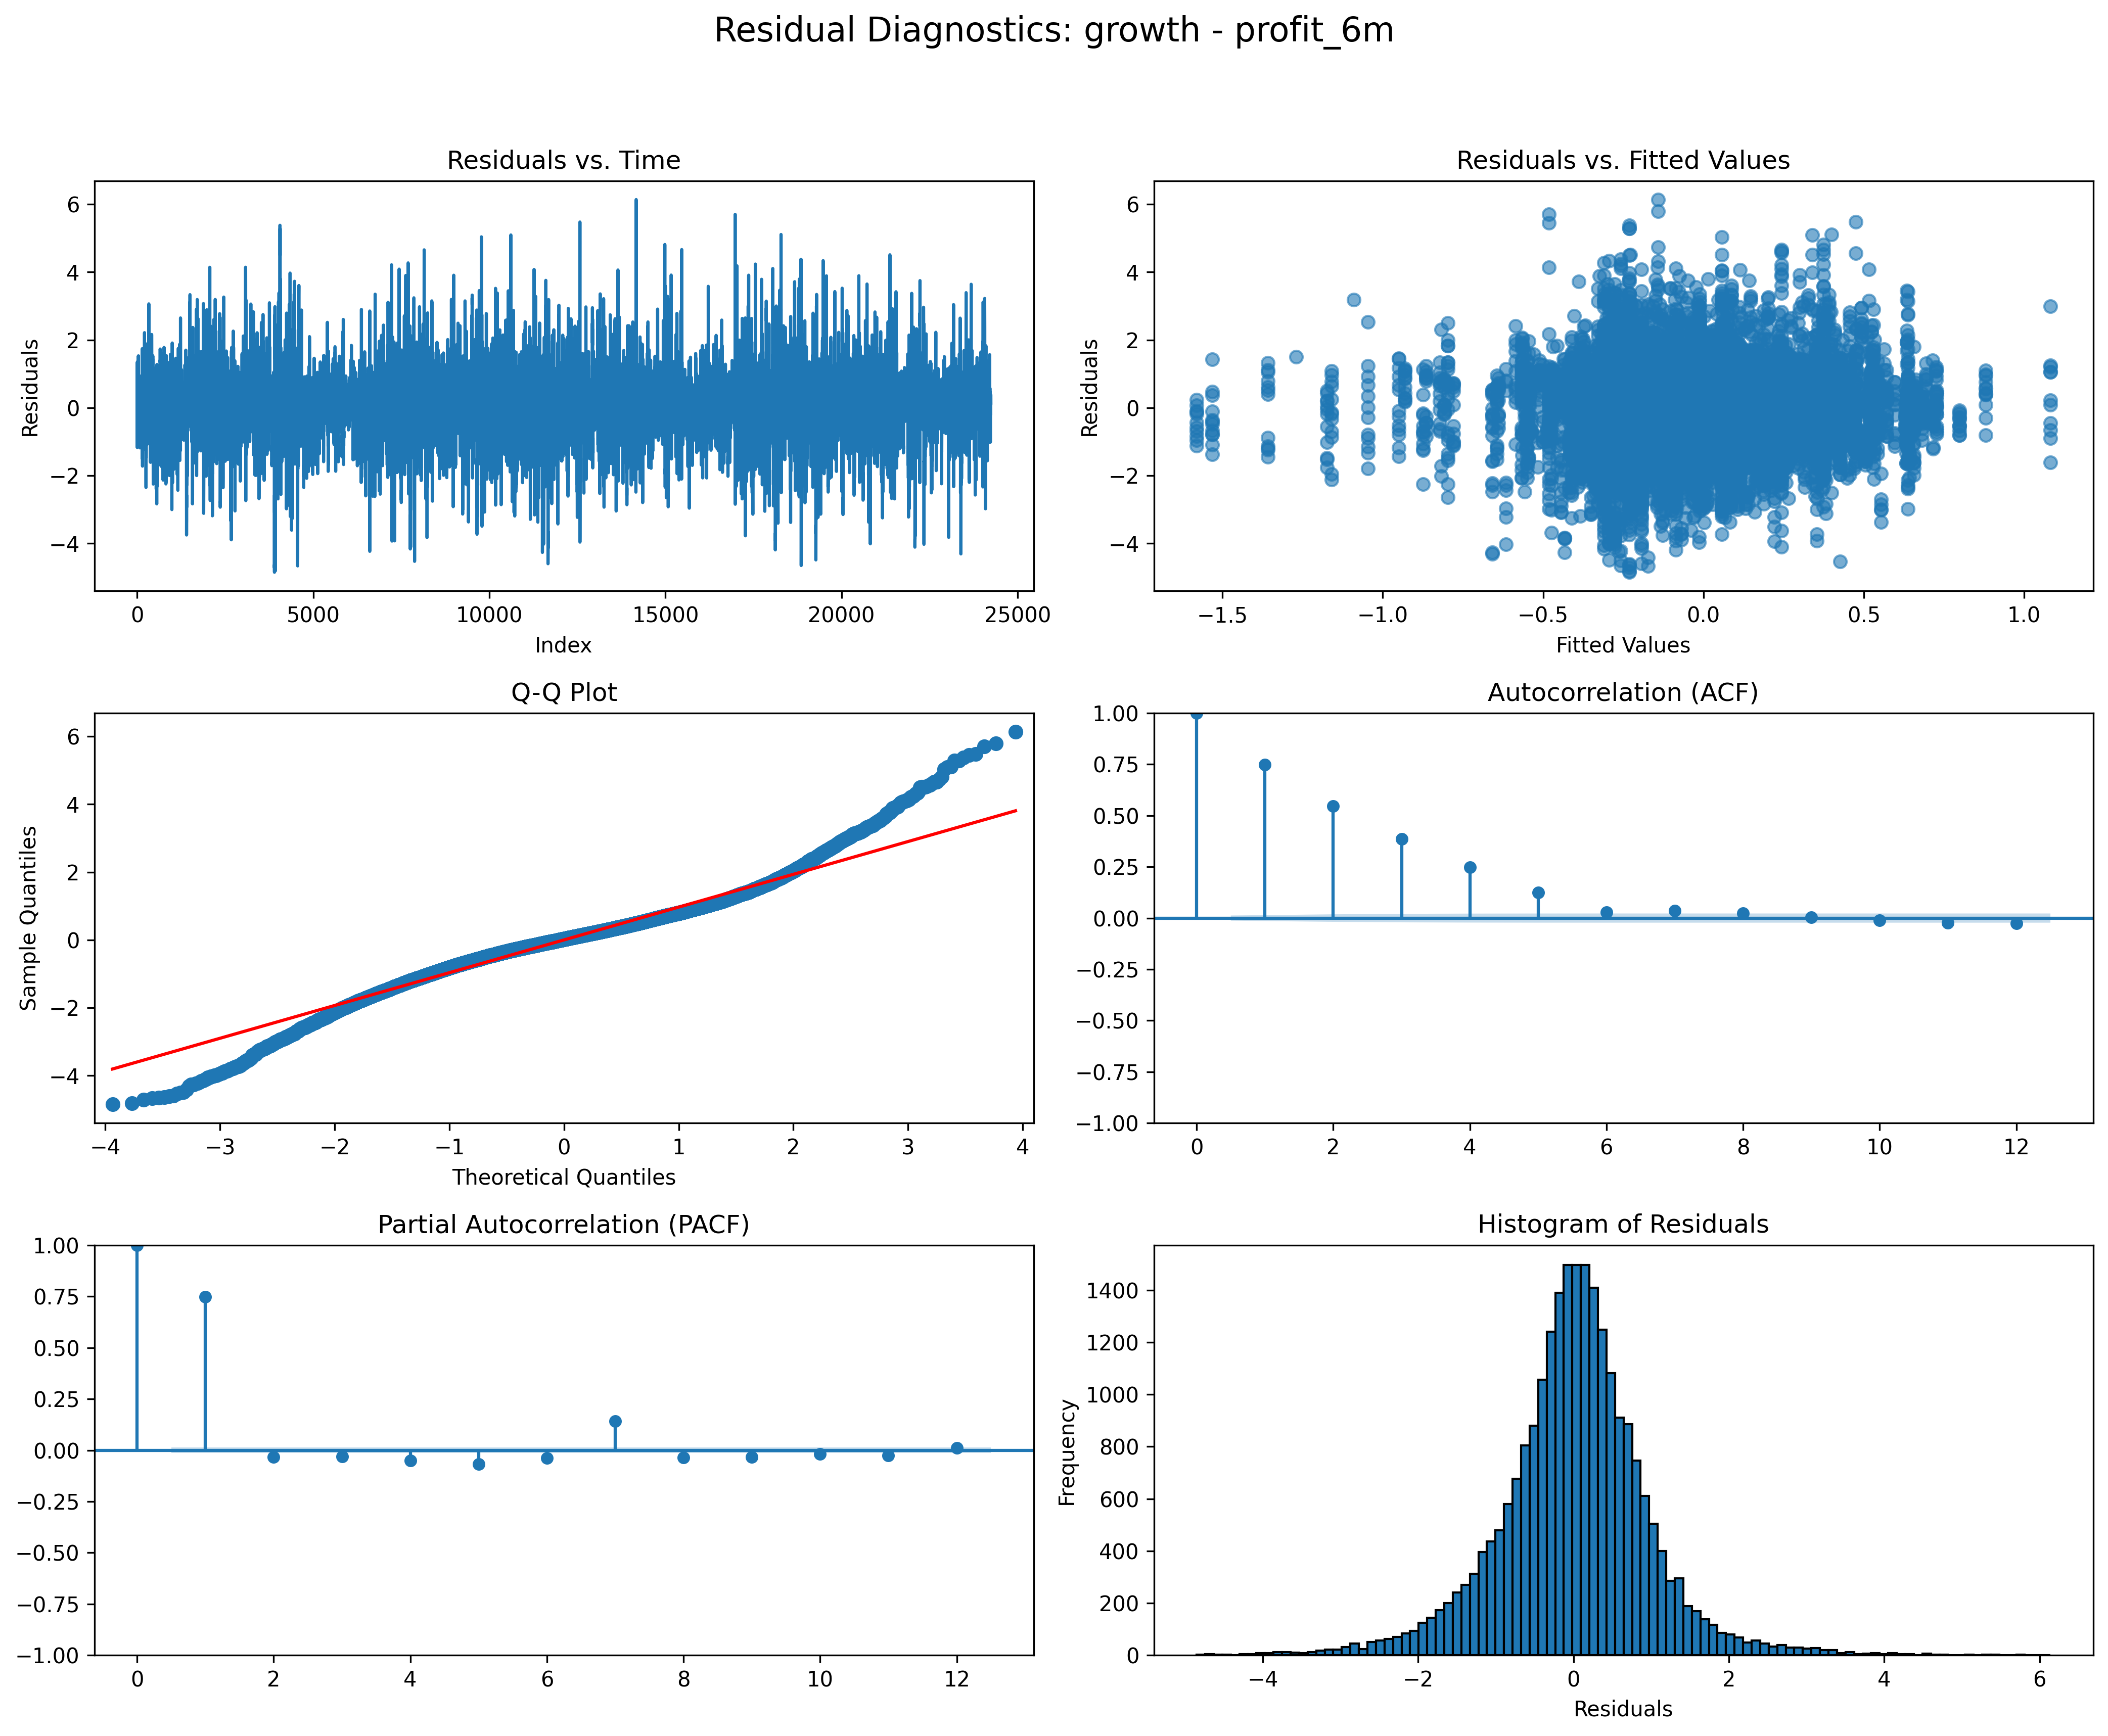 Residual Diagnostics: growth - profit_6m
Residuals vs. Time
Residuals
6
4
2
0
−2
−4
0 5000 10000 15000 20000 25000
Index
Residuals vs. Fitted Values
Residuals
6
4
2
0
−2
−4
−1.5 −1.0 −0.5 0.0 0.5 1.0
Fitted Values
Q-Q Plot
Sample Quantiles
6
4
2
0
−2
−4
−4 −3 −2 −1 0 1 2 3 4
Theoretical Quantiles
Autocorrelation (ACF)
1.00
0.75
0.50
0.25
0.00
−0.25
−0.50
−0.75
−1.00
0 2 4 6 8 10 12
Partial Autocorrelation (PACF)
1.00
0.75
0.50
0.25
0.00
−0.25
−0.50
−0.75
−1.00
0 2 4 6 8 10 12
Histogram of Residuals
Frequency
1400
1200
1000
800
600
400
200
0
−4 −2 0 2 4 6
Residuals